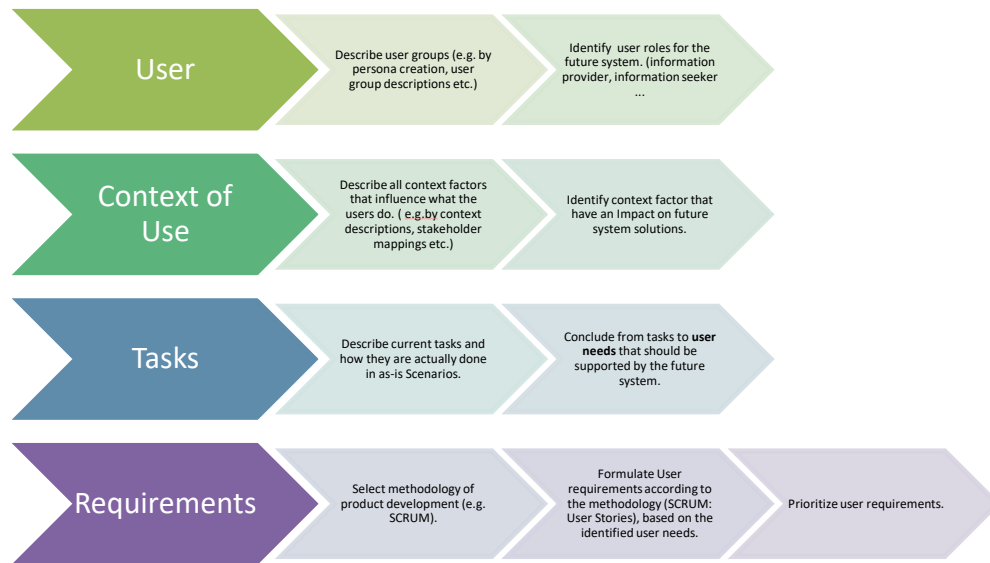 User
Describe user groups (e.g. by
persona creation, user
group descriptions etc.)
Identify user roles for the
future system. (information
provider, information seeker
...
Context of
Use
Describe all context factors
that influence what the
users do. ( e.g.by context
descriptions, stakeholder
mappings etc.)
Identify context factor that
have an Impact on future
system solutions.
Tasks
Describe current tasks and
how they are actually done
in as-is Scenarios.
Conclude from tasks to user
needs that should be
supported by the future
system.
Requirements
Select methodology of
product development (e.g.
SCRUM).
Formulate User
requirements according to
the methodology (SCRUM:
User Stories), based on the
identified user needs.
Prioritize user requirements.